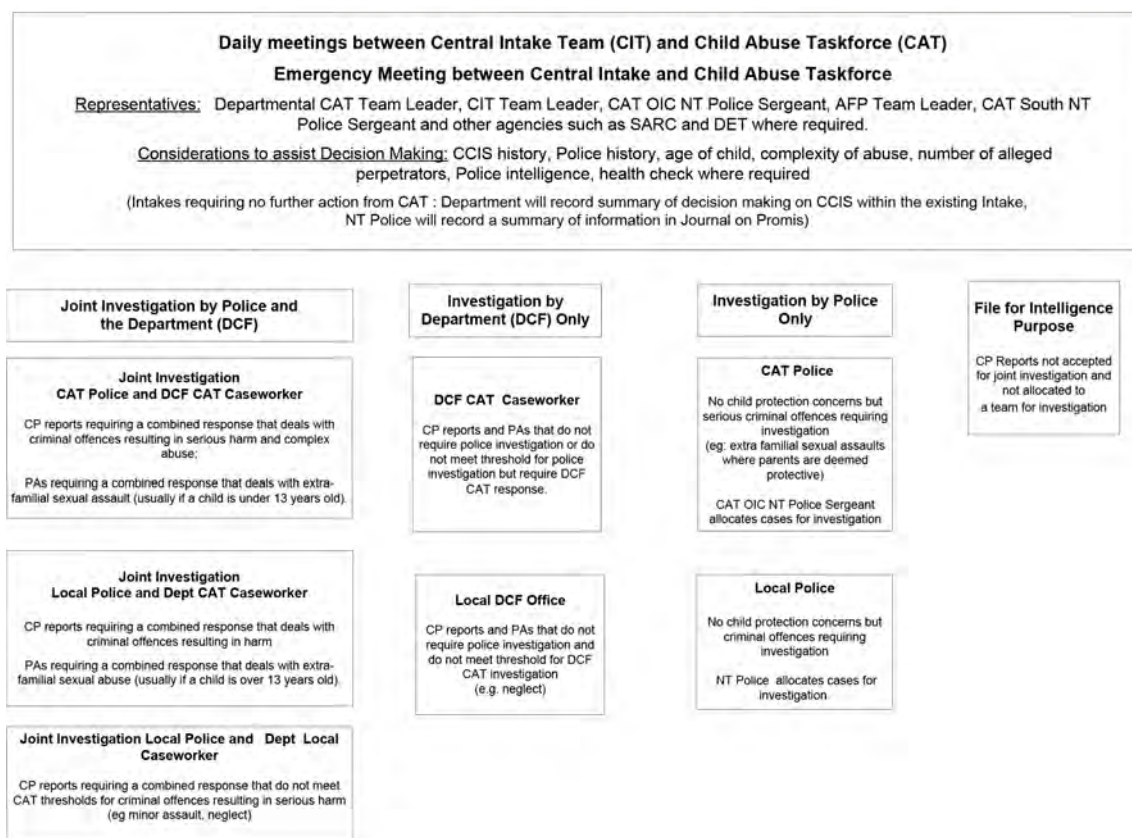 Daily meetings between Central Intake Team (CIT) and Child Abuse Taskforce (CAT)
Emergency Meeting between Central Intake and Child Abuse Taskforce
Representatives: Departmental CAT Team Leader, CIT Team Leader, CAT OIC NT Police Sergeant, AFP Team Leader, CAT South NT
Police Sergeant and other agencies such as SARC and DET where required.
Considerations to assist Decision Making: CCIS history, Police history, age of child, complexity of abuse, number of alleged
perpetrators, Police intelligence, health check where required
(Intakes requiring no further action from CAT : Department will record summary of decision making on CCIS within the existing Intake,
NT Police will record a summary of information in Journal on Promis)
Joint Investigation by Police and
the Department (DCF)
Joint Investigation
CAT Police and DCF CAT Caseworker
CP reports requiring a combined response that deals with
criminal offences resulting in serious harm and complex
abuse;
PAs requiring a combined response that deals with extra-
familial sexual assault (usually if a child is under 13 years old).
Joint Investigation
Local Police and Dept CAT Caseworker
CP reports requiring a combined response that deals with
criminal offences resulting in harm
PAs requiring a combined response that deals with extra-
familial sexual abuse (usually if a child is over 13 years old).
Joint Investigation Local Police and Dept Local
Caseworker
CP reports requiring a combined response that do not meet
CAT thresholds for criminal offences resulting in serious harm
(eg minor assault, neglect)
Investigation by
Department (DCF) Only
DCF CAT Caseworker
CP reports and PAs that do not
require police investigation or do
not meet threshold for police
investigation but require DCF
CAT response.
Local DCF Office
CP reports and PAs that do not
require police investigation and
do not meet threshold for DCF
CAT investigation
(e.g. neglect)
Investigation by Police
Only
CAT Police
No child protection concerns but
serious criminal offences requiring
investigation
(eg: extra familial sexual assaults
where parents are deemed
protective)
CAT OIC NT Police Sergeant
allocates cases for investigation
Local Police
No child protection concerns but
criminal offences requiring
investigation
NT Police allocates cases for
investigation
File for Intelligence
Purpose
CP Reports not accepted
for joint investigation and
not allocated to
a team for investigation